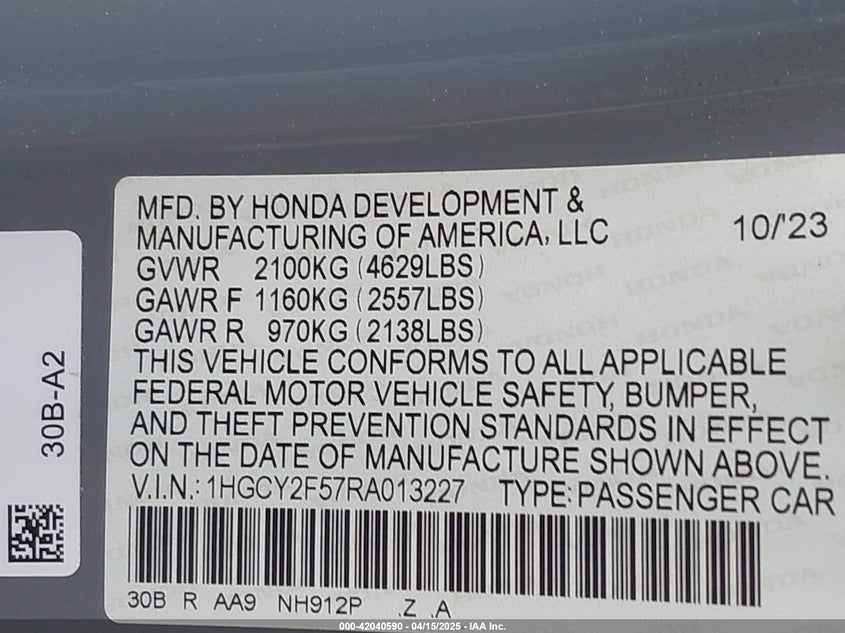 MFD. BY HONDA DEVELOPMENT &
MANUFACTURING OF AMERICA, LLC 10/'23
GVWR 2100KG (4629LBS)
GAWR F 1160KG (2557LBS)
GAWR R 970KG (2138LBS)
THIS VEHICLE CONFORMS TO ALL APPLICABLE
FEDERAL MOTOR VEHICLE SAFETY, BUMPER,
AND THEFT PREVENTION STANDARDS IN EFFECT
ON THE DATE OF MANUFACTURE SHOWN ABOVE.
V.I.N.: 1HGCY2F57RA013227 TYPE: PASSENGER CAR
30B R AA9 NH912P .Z .A
30B-A2
000-42040590 - 04/15/2025 - IAA Inc.